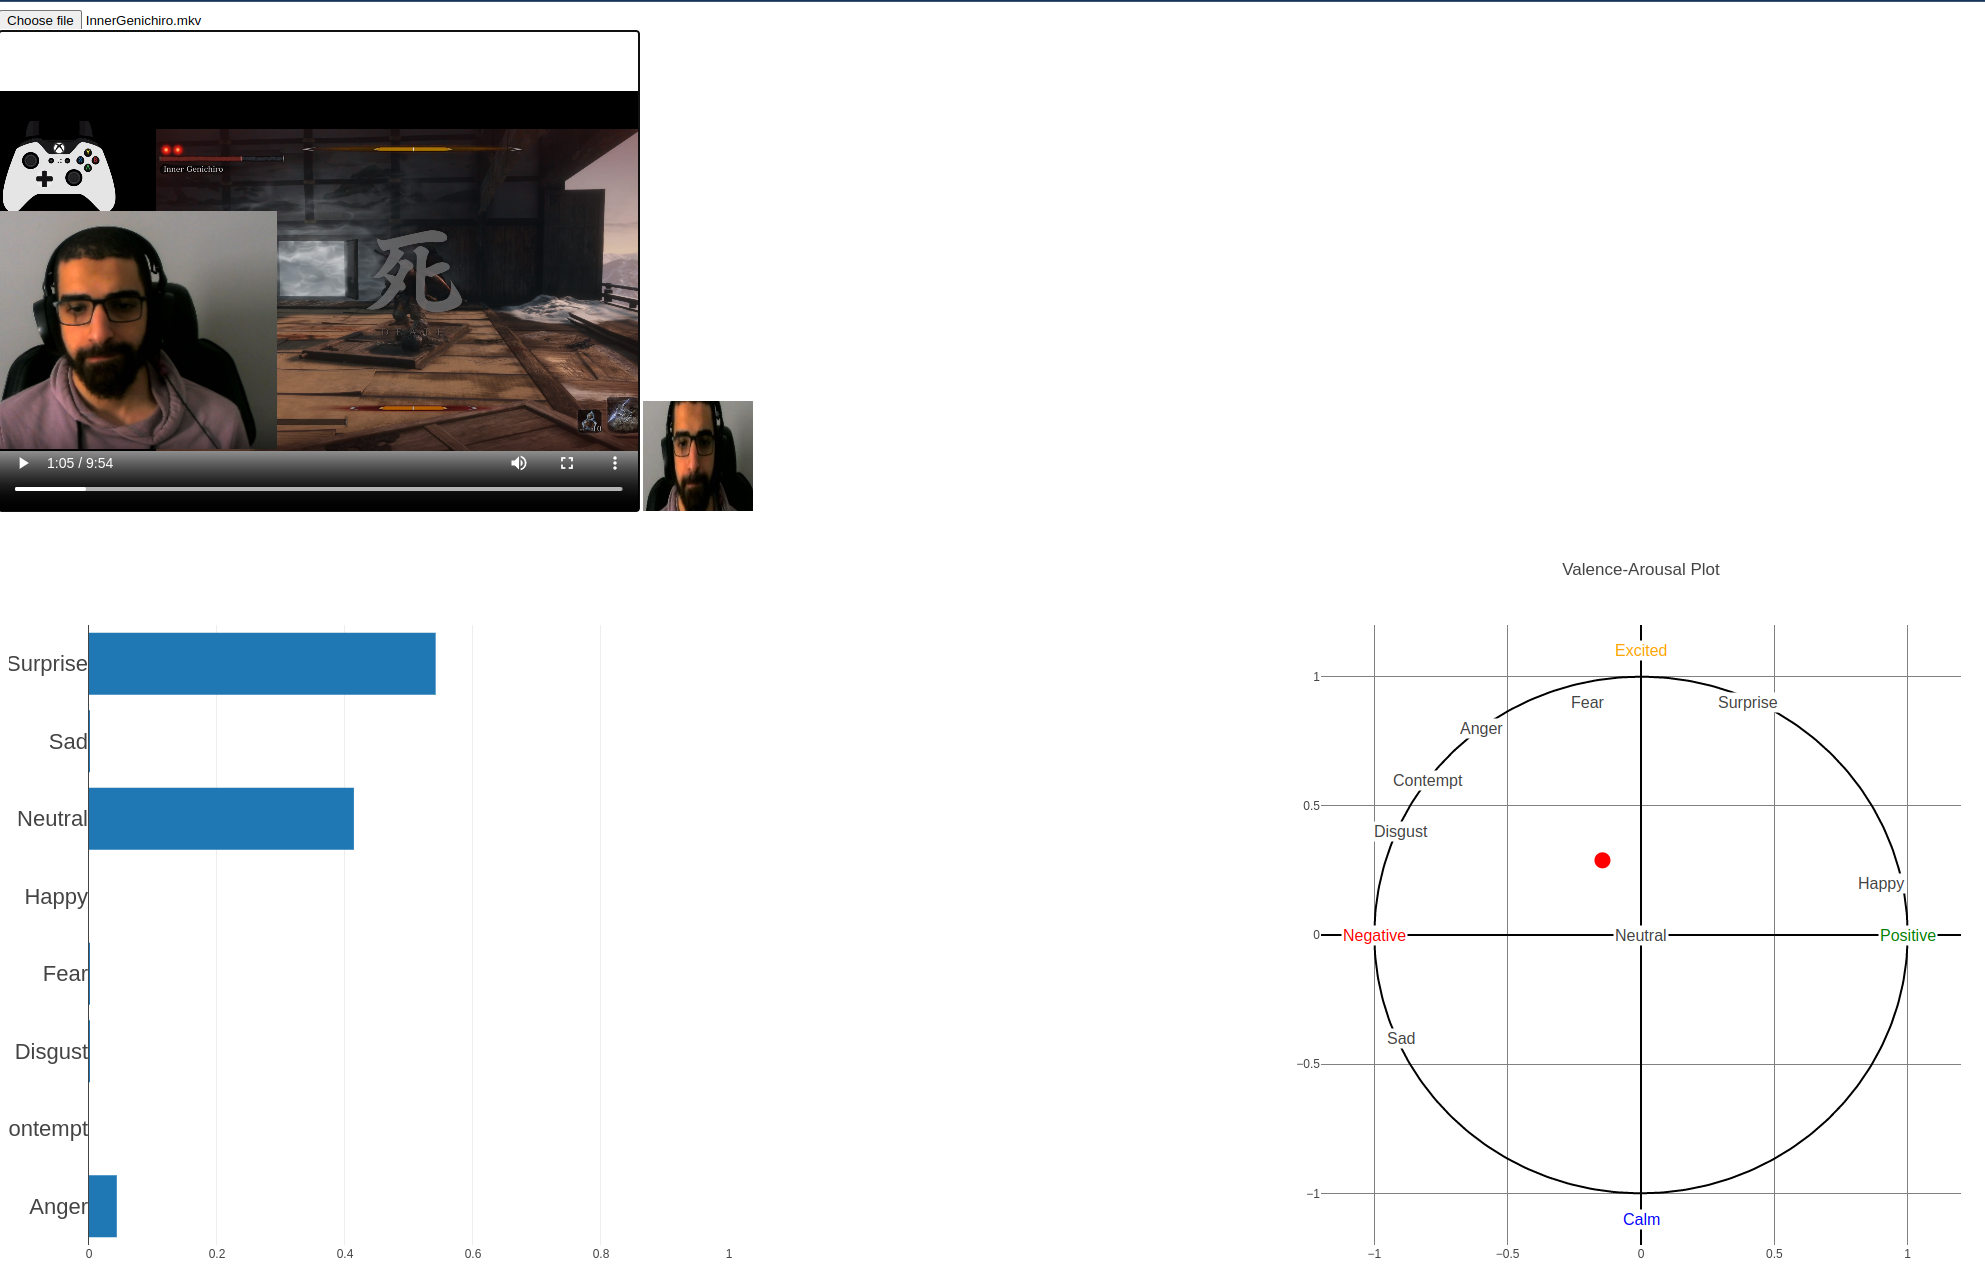 Choose file InnerGenichiro.mkv
Inner Genichiro
死
DEATH
10
1:05 / 9:54
Valence-Arousal Plot
Surprise
Sad
Neutral
Happy
Fear
Disgust
ontempt
Anger
0 0.2 0.4 0.6 0.8 1
Excited
1
Fear Surprise
Anger
Contempt
0.5
Disgust
Happy
0 Negative Neutral Positive
Sad
−0.5
−1
Calm
−1 −0.5 0 0.5 1